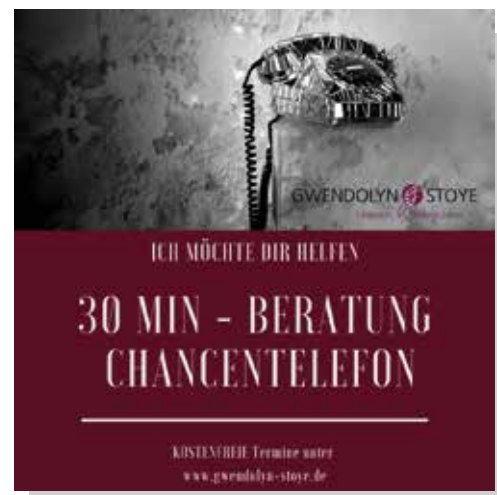 GWENDOLYN STOYE
ICH MÖCHTE DIR HELFEN
30 MIN - BERATUNG
CHANCENTELEFON
KOSTENFREIE Termine unter
www.gwendolyn-stoye.de